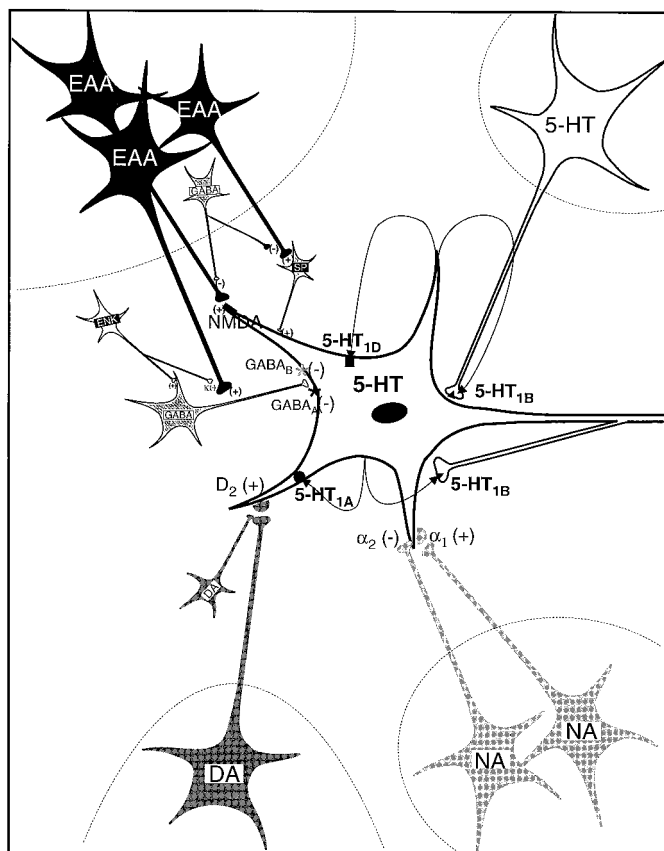 EAA
EAA
EAA
5-HT
GABA
(-)
(+)
SP
(-)
(+)
NMDA
(+)
ENK
5-HT1D
GABAB (-)
5-HT
(+)
GABA
GABAA (-)
5-HT1B
D2 (+)
5-HT1A
5-HT1B
α2 (-)
α1 (+)
DA
DA
NA
NA